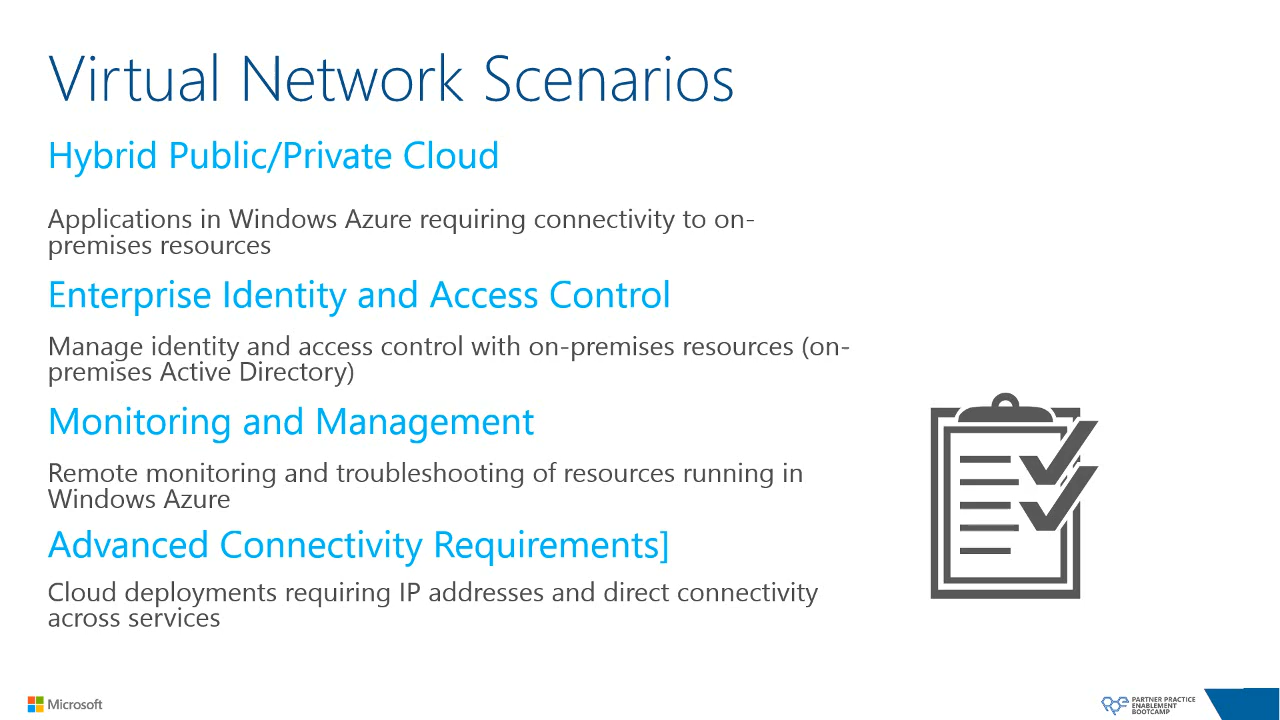 Virtual Network Scenarios
Hybrid Public/Private Cloud
Applications in Windows Azure requiring connectivity to on-
premises resources
Enterprise Identity and Access Control
Manage identity and access control with on-premises resources (on-
premises Active Directory)
Monitoring and Management
Remote monitoring and troubleshooting of resources running in
Windows Azure
Advanced Connectivity Requirements]
Cloud deployments requiring IP addresses and direct connectivity
across services
Microsoft
PARTNER PRACTICE
ENABLEMENT
BOOTCAMP